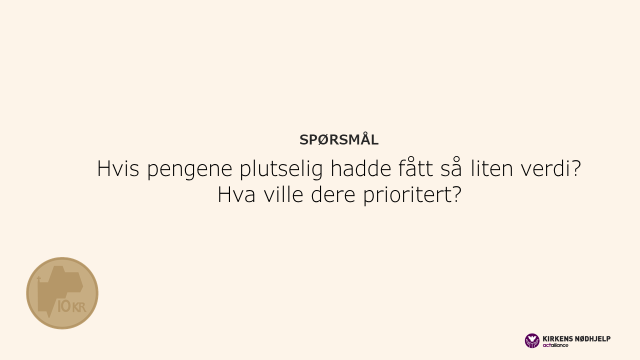 SPØRSMÅL
Hvis pengene plutselig hadde fått så liten verdi?
Hva ville dere prioritert?
10 KR
KIRKENS NØDHJELP
actalliance